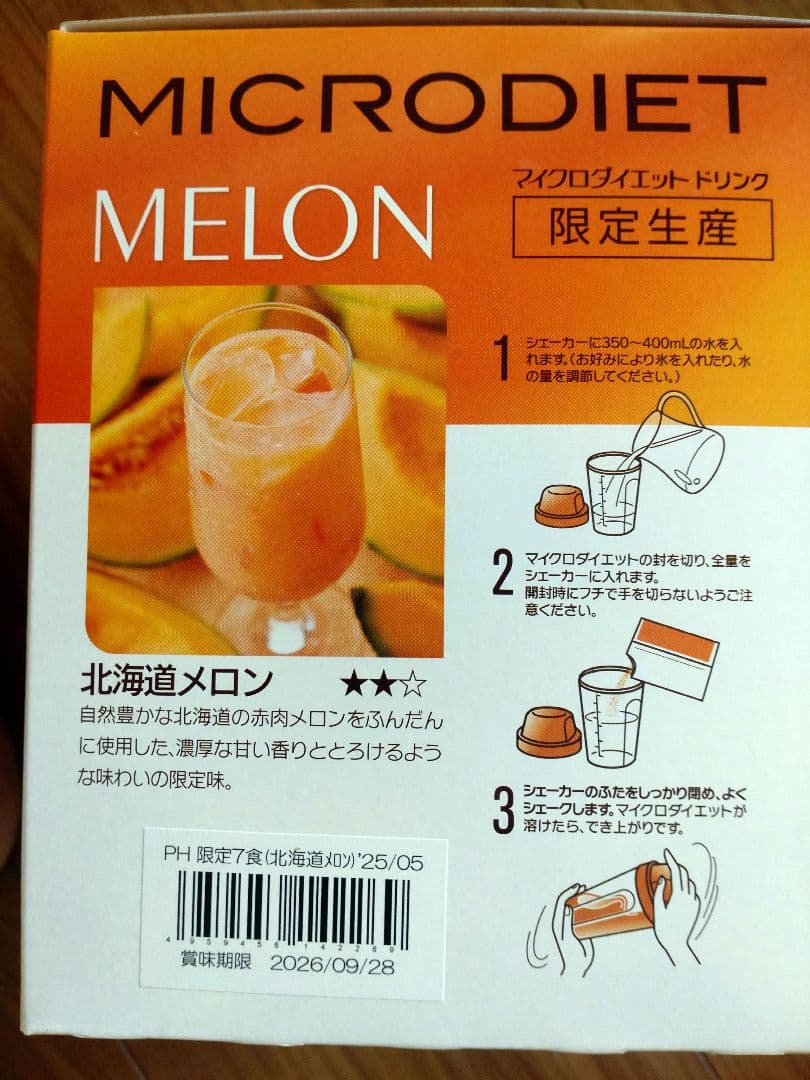 MICRODIET
MELON
マイクロダイエット ドリンク
限定生産
1
シェーカーに350〜400mLの水を入
れます。(お好みにより氷を入れたり、水
の量を調節してください。)
2
マイクロダイエットの封を切り、全量を
シェーカーに入れます。
開封時にフチで手を切らないようご注
意ください。
3
シェーカーのふたをしっかり閉め、よく
シェークします。マイクロダイエットが
溶けたら、でき上がりです。
北海道メロン ★★☆
自然豊かな北海道の赤肉メロンをふんだん
に使用した、濃厚な甘い香りととろけるよう
な味わいの限定味。
PH 限定7食(北海道ﾒﾛﾝ)'25/05
4959456142269
賞味期限 2026/09/28